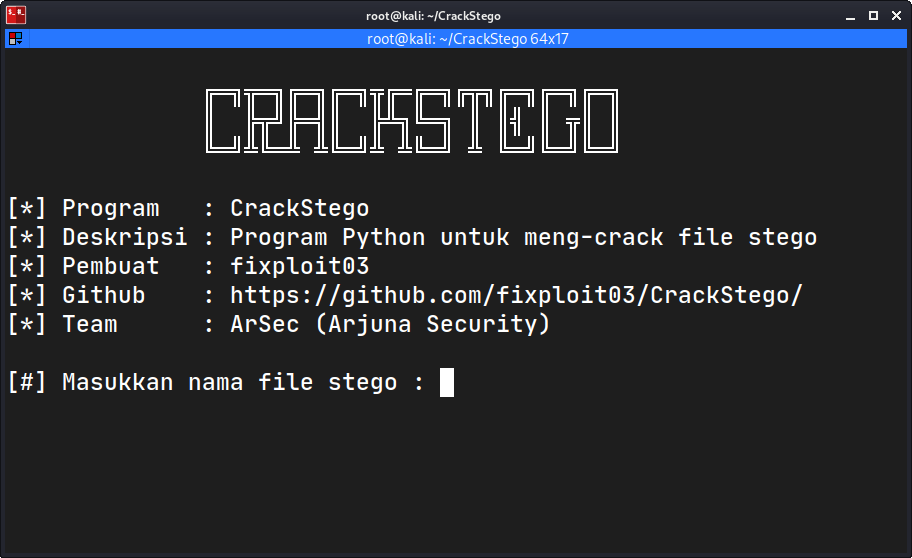 root@kali: ~/CrackStego
root@kali: ~/CrackStego 64x17
CRACKSTEGO
[*] Program   : CrackStego
[*] Deskripsi : Program Python untuk meng-crack file stego
[*] Pembuat   : fixploit03
[*] Github    : https://github.com/fixploit03/CrackStego/
[*] Team      : ArSec (Arjuna Security)
[#] Masukkan nama file stego :